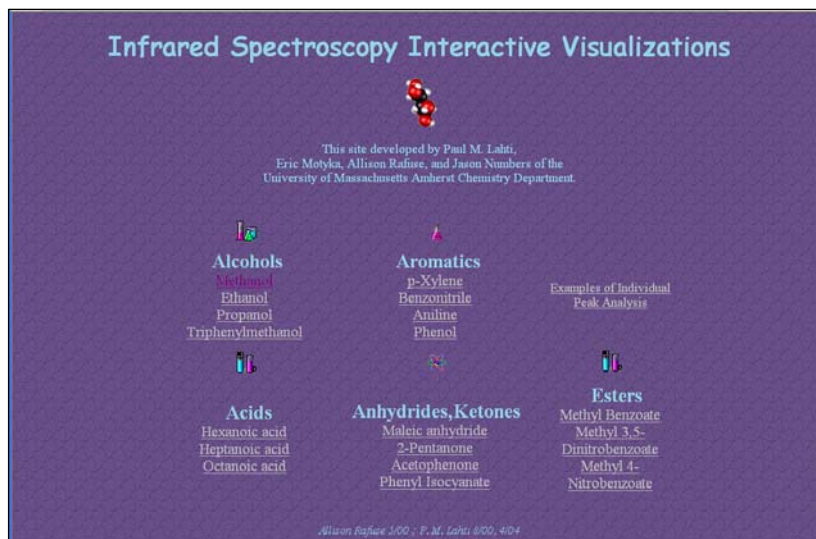 Infrared Spectroscopy Interactive Visualizations
This site developed by Paul M. Lahti,
Eric Motyka, Allison Rafuse, and Jason Numbers of the
University of Massachusetts Amherst Chemistry Department.
Alcohols
Methanol
Ethanol
Propanol
Triphenylmethanol
Aromatics
p-Xylene
Benzonitrile
Aniline
Phenol
Examples of Individual
Peak Analysis
Acids
Hexanoic acid
Heptanoic acid
Octanoic acid
Anhydrides,Ketones
Maleic anhydride
2-Pentanone
Acetophenone
Phenyl Isocyanate
Esters
Methyl Benzoate
Methyl 3,5-
Dinitrobenzoate
Methyl 4-
Nitrobenzoate
Allison Rafuse 3/00 ; P. M. Lahti 8/00, 4/04